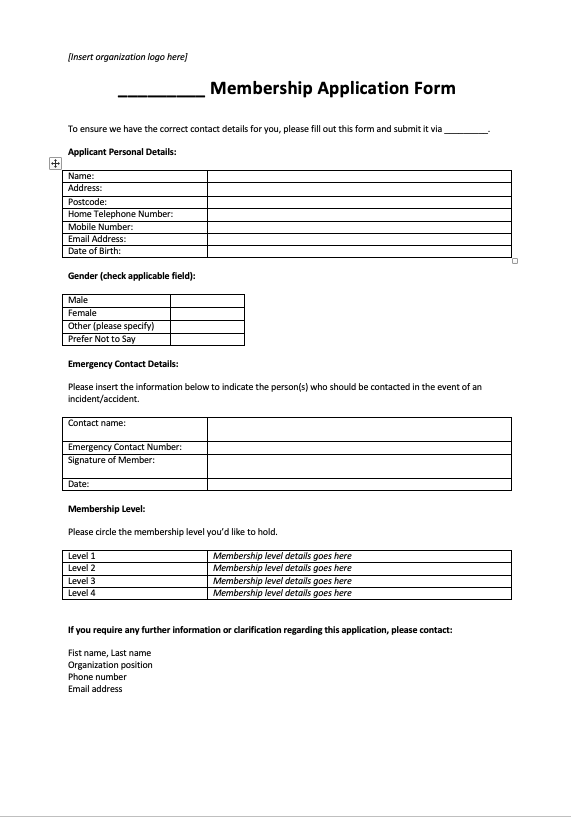 [Insert organization logo here]
_________ Membership Application Form
To ensure we have the correct contact details for you, please fill out this form and submit it via _________.
Applicant Personal Details:
Name:
Address:
Postcode:
Home Telephone Number:
Mobile Number:
Email Address:
Date of Birth:
Gender (check applicable field):
Male
Female
Other (please specify)
Prefer Not to Say
Emergency Contact Details:
Please insert the information below to indicate the person(s) who should be contacted in the event of an
incident/accident.
Contact name:
Emergency Contact Number:
Signature of Member:
Date:
Membership Level:
Please circle the membership level you'd like to hold.
Level 1 Membership level details goes here
Level 2 Membership level details goes here
Level 3 Membership level details goes here
Level 4 Membership level details goes here
If you require any further information or clarification regarding this application, please contact:
Fist name, Last name
Organization position
Phone number
Email address